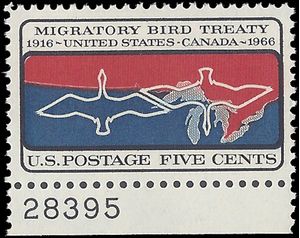 MIGRATORY BIRD TREATY
1916~UNITED STATES-CANADA~1966
U.S. POSTAGE FIVE CENTS
28395